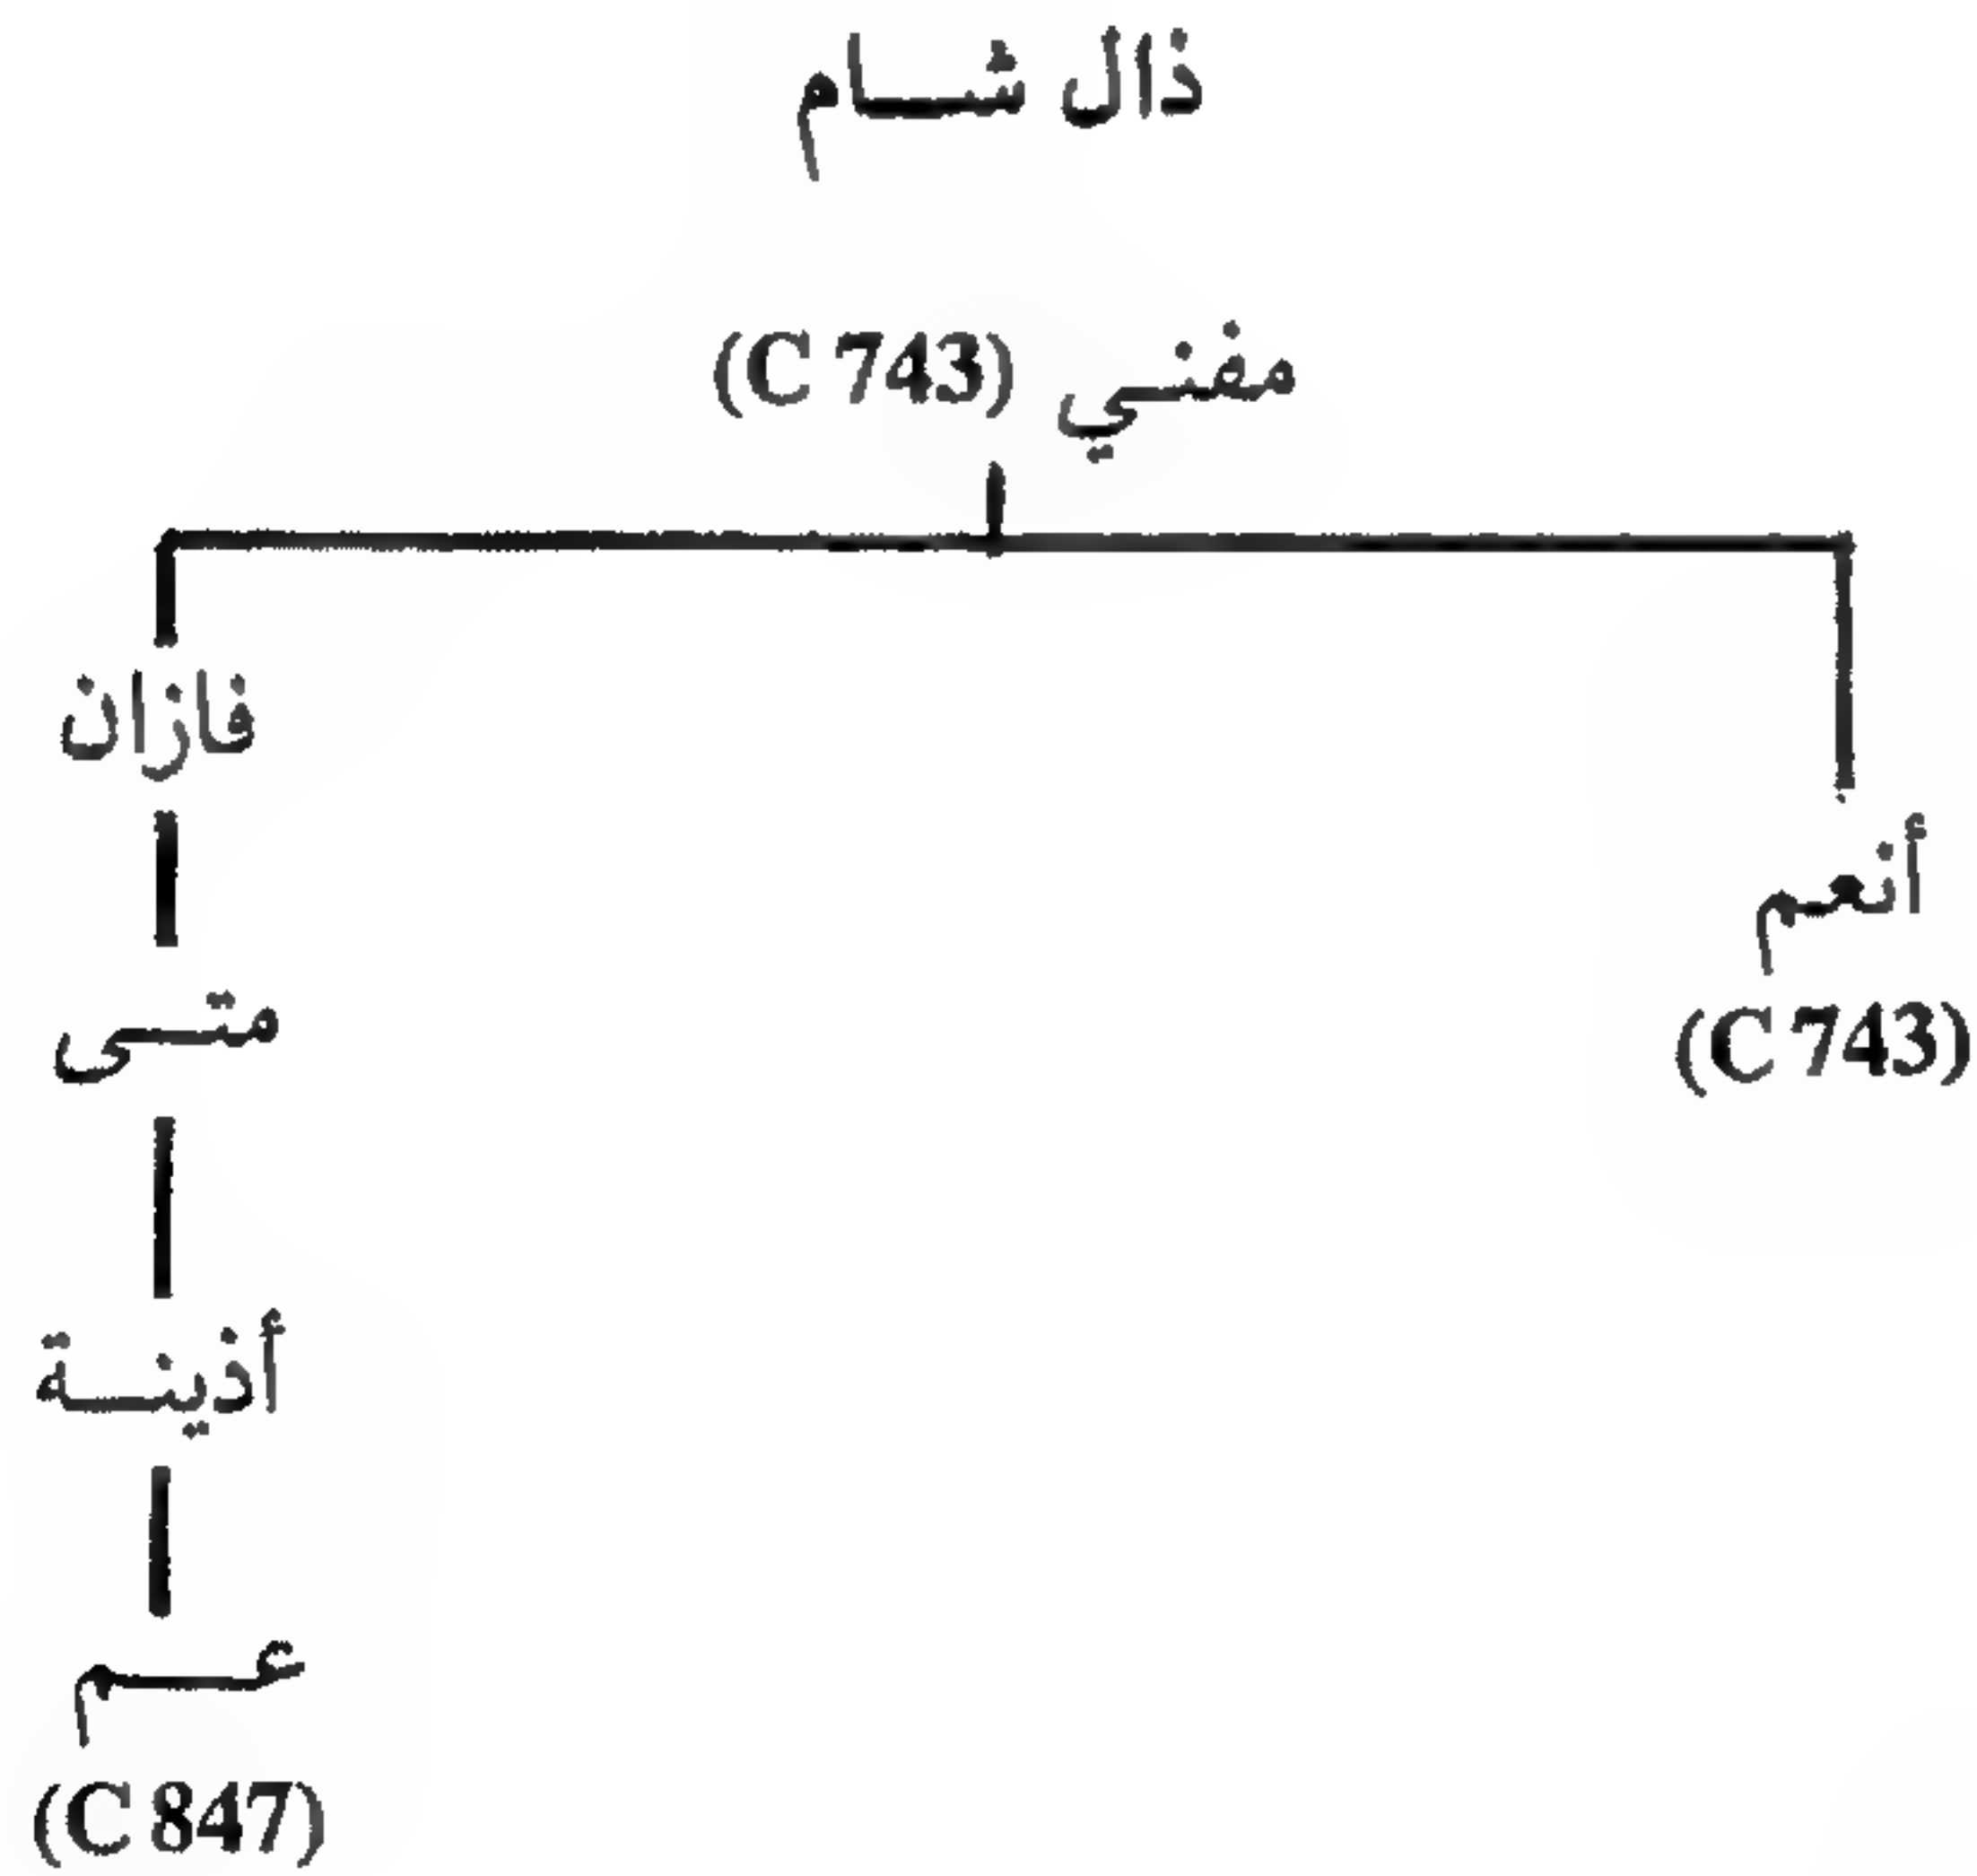 ذال شام
مفني (C 743)
فازان
أنعم
متى
(C 743)
أذينة
عم
(C 847)